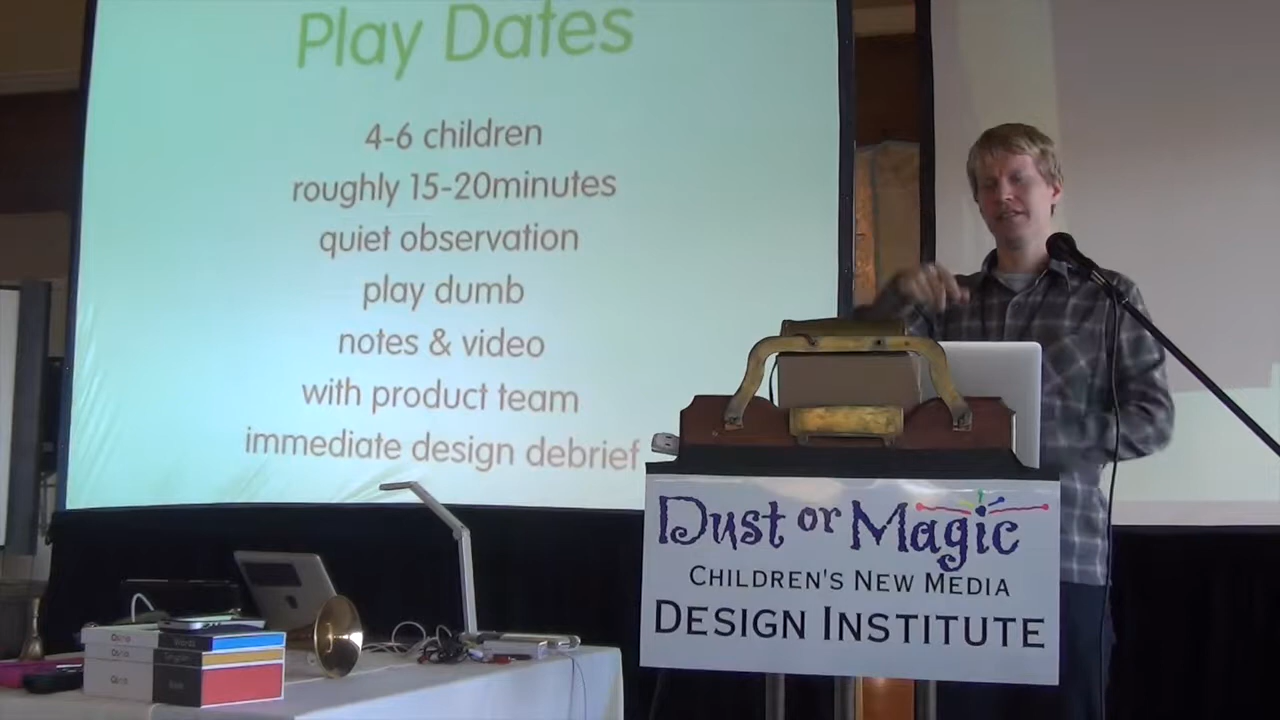 Play Dates
4-6 children
roughly 15-20minutes
quiet observation
play dumb
notes & video
with product team
immediate design debrief
Dust or Magic
CHILDREN'S NEW MEDIA
DESIGN INSTITUTE